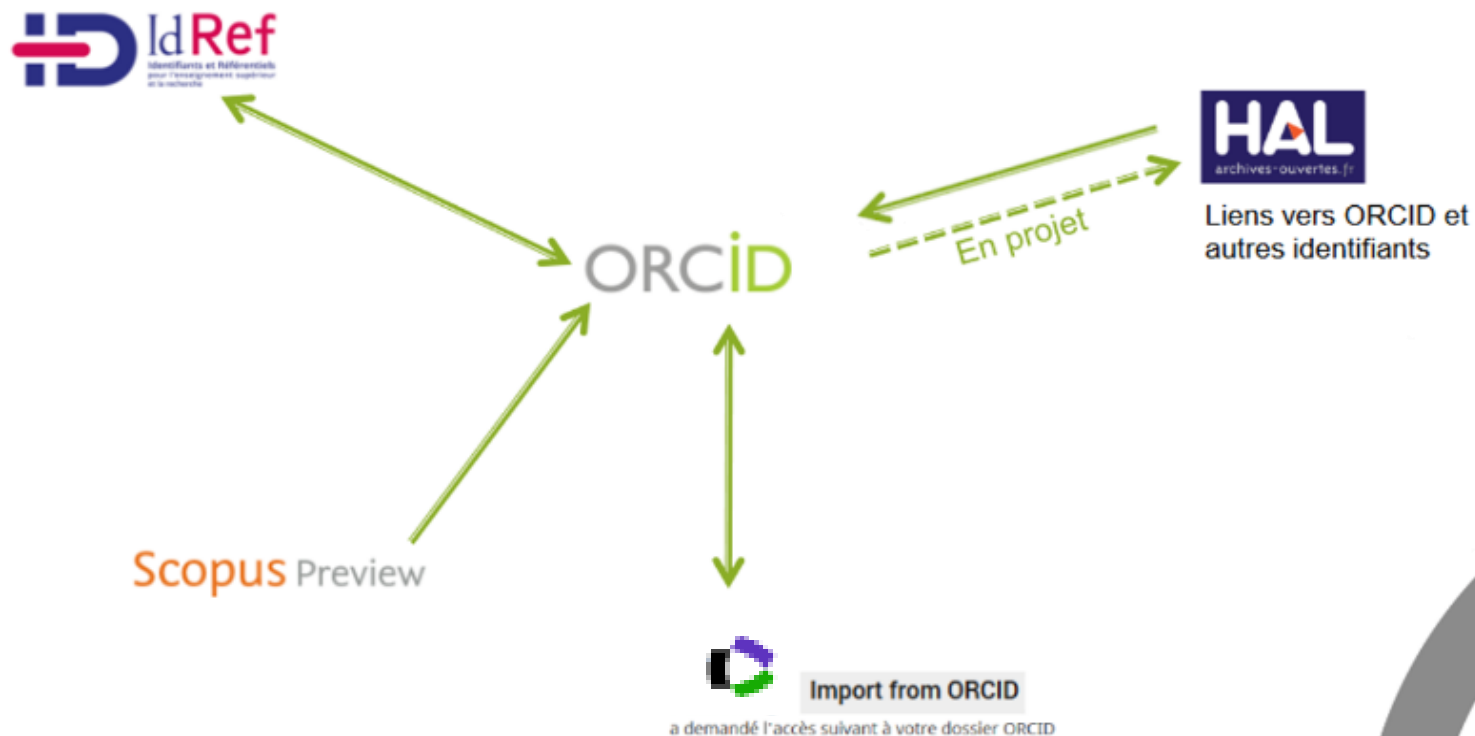 IdRef
Identifiants et Référentiels
pour l'enseignement supérieur
et la recherche
HAL
archives-ouvertes.fr
Liens vers ORCID et
autres identifiants
En projet
ORCID
Scopus Preview
Import from ORCID
a demandé l'accès suivant à votre dossier ORCID